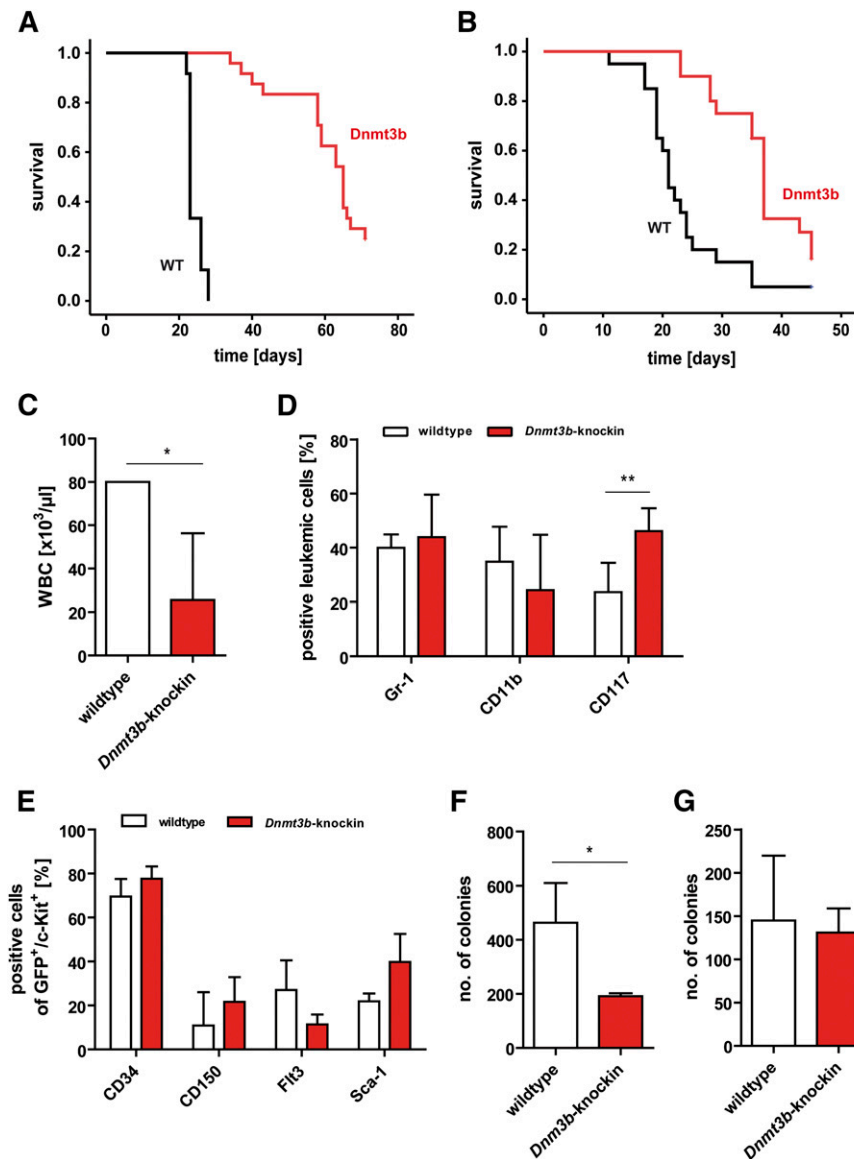 A
survival
1.0
0.8
0.6
0.4
0.2
0.0
Dnmt3b
WT
0 20 40 60 80
time [days]
B
survival
1.0
0.8
0.6
0.4
0.2
0.0
Dnmt3b
WT
0 10 20 30 40 50
time [days]
C
WBC [x10³/µl]
100
80
60
40
20
0
*
wildtype
Dnmt3b-knockin
D
wildtype Dnmt3b-knockin
positive leukemic cells [%]
80
60
40
20
0
**
Gr-1
CD11b
CD117
E
wildtype Dnmt3b-knockin
positive cells
of GFP⁺/c-Kit⁺ [%]
100
80
60
40
20
0
CD34
CD150
Flt3
Sca-1
F
no. of colonies
800
600
400
200
0
*
wildtype
Dnm3b-knockin
G
no. of colonies
250
200
150
100
50
0
wildtype
Dnmt3b-knockin